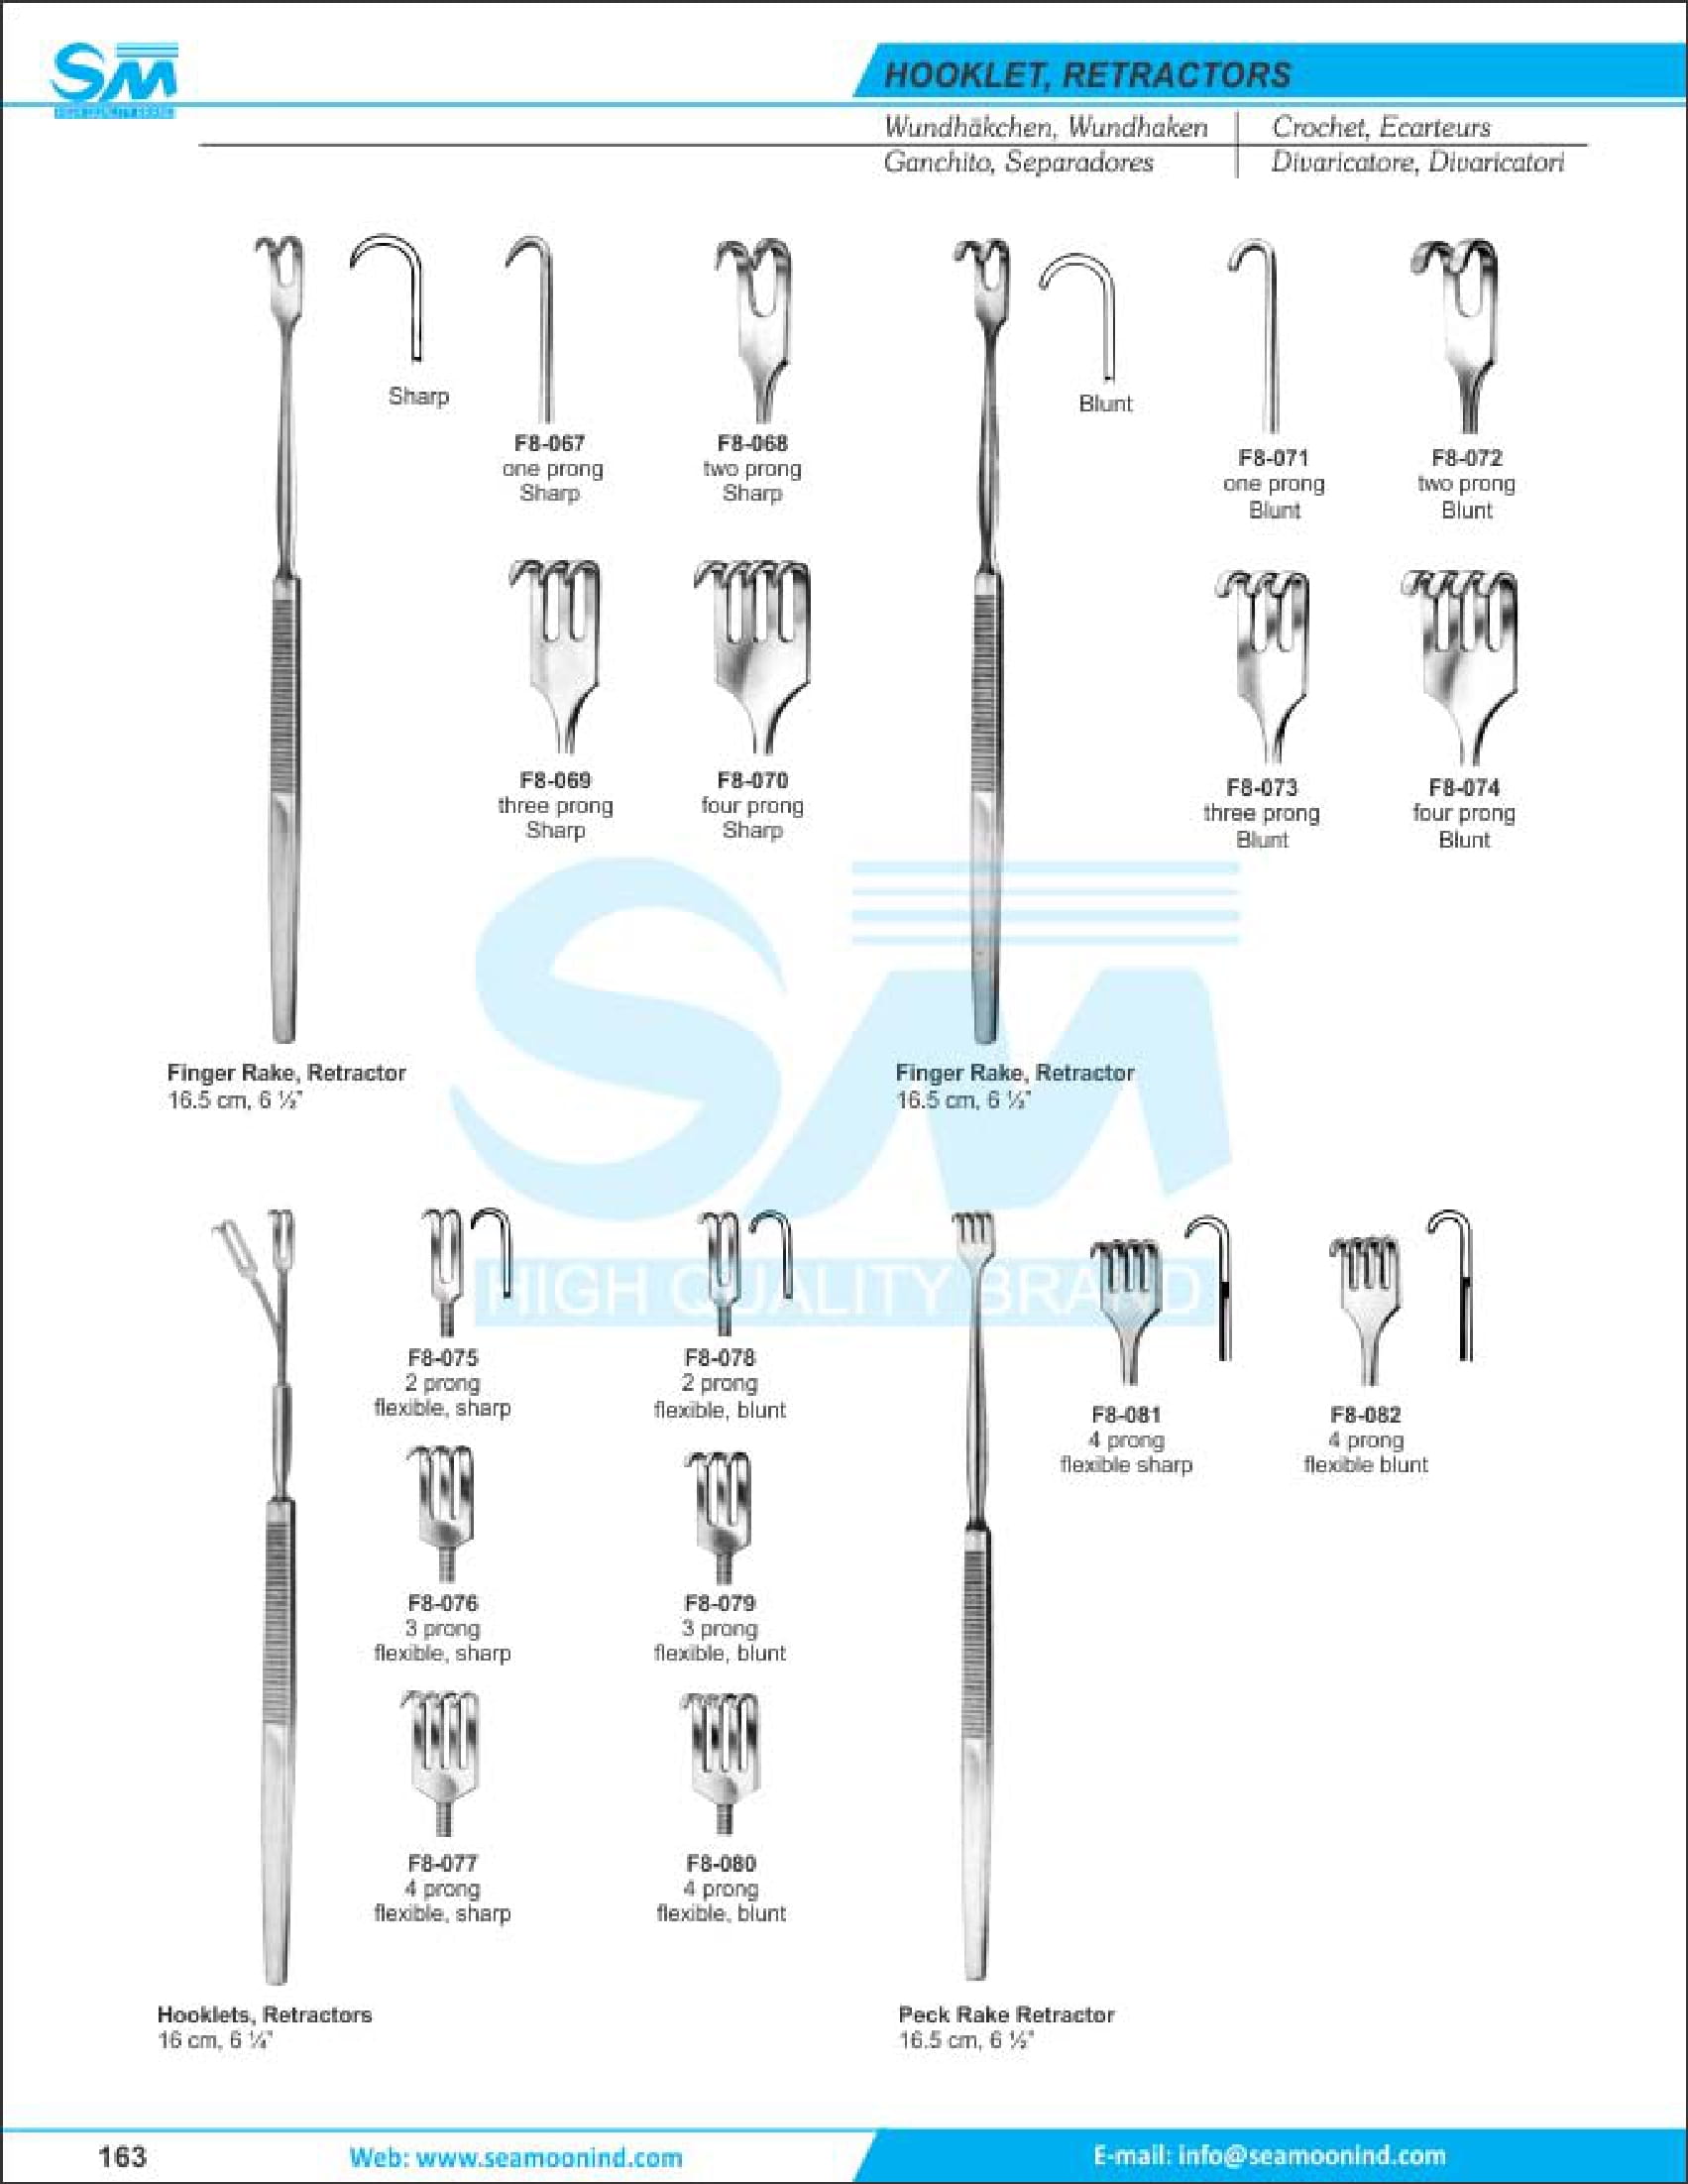 SM
HIGH QUALITY BRAND
HOOKLET, RETRACTORS
Wundhäkchen, Wundhaken
Crochet, Ecarteurs
Ganchito, Separadores
Divaricatore, Divaricatori
Sharp
F8-067
one prong
Sharp
F8-068
two prong
Sharp
F8-069
three prong
Sharp
F8-070
four prong
Sharp
Finger Rake, Retractor
16.5 cm, 6 ½"
Blunt
F8-071
one prong
Blunt
F8-072
two prong
Blunt
F8-073
three prong
Blunt
F8-074
four prong
Blunt
Finger Rake, Retractor
16.5 cm, 6 ½"
SM
HIGH QUALITY BRAND
F8-075
2 prong
flexible, sharp
F8-078
2 prong
flexible, blunt
F8-076
3 prong
flexible, sharp
F8-079
3 prong
flexible, blunt
F8-077
4 prong
flexible, sharp
F8-080
4 prong
flexible, blunt
Hooklets, Retractors
16 cm, 6 ¼"
F8-081
4 prong
flexible sharp
F8-082
4 prong
flexible blunt
Peck Rake Retractor
16.5 cm, 6 ½"
163
Web: www.seamoonind.com
E-mail: info@seamoonind.com